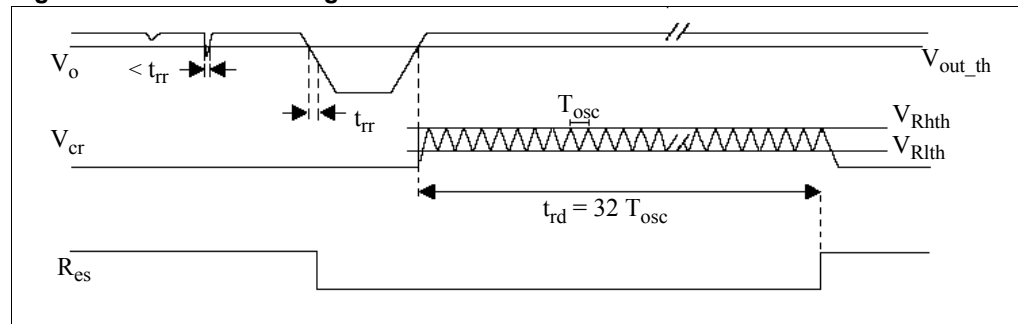 V_o
< t_rr
V_out_th
t_rr
T_osc
V_Rhth
V_cr
V_Rlth
t_rd = 32 T_osc
R_es